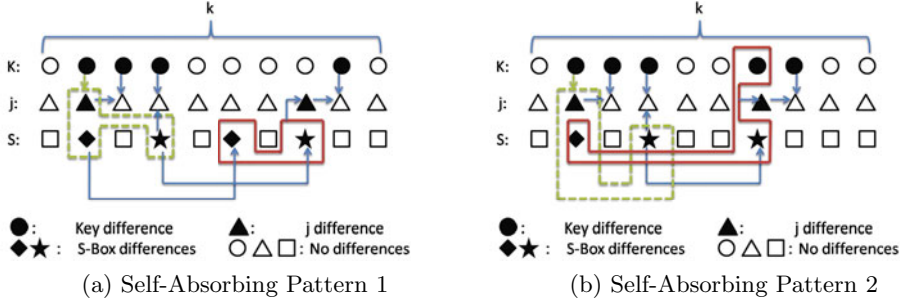 k
K:
j:
S:
●: Key difference ▲: j difference
◆★: S-Box differences ○△□: No differences
(a) Self-Absorbing Pattern 1
k
K:
j:
S:
●: Key difference ▲: j difference
◆★: S-Box differences ○△□: No differences
(b) Self-Absorbing Pattern 2